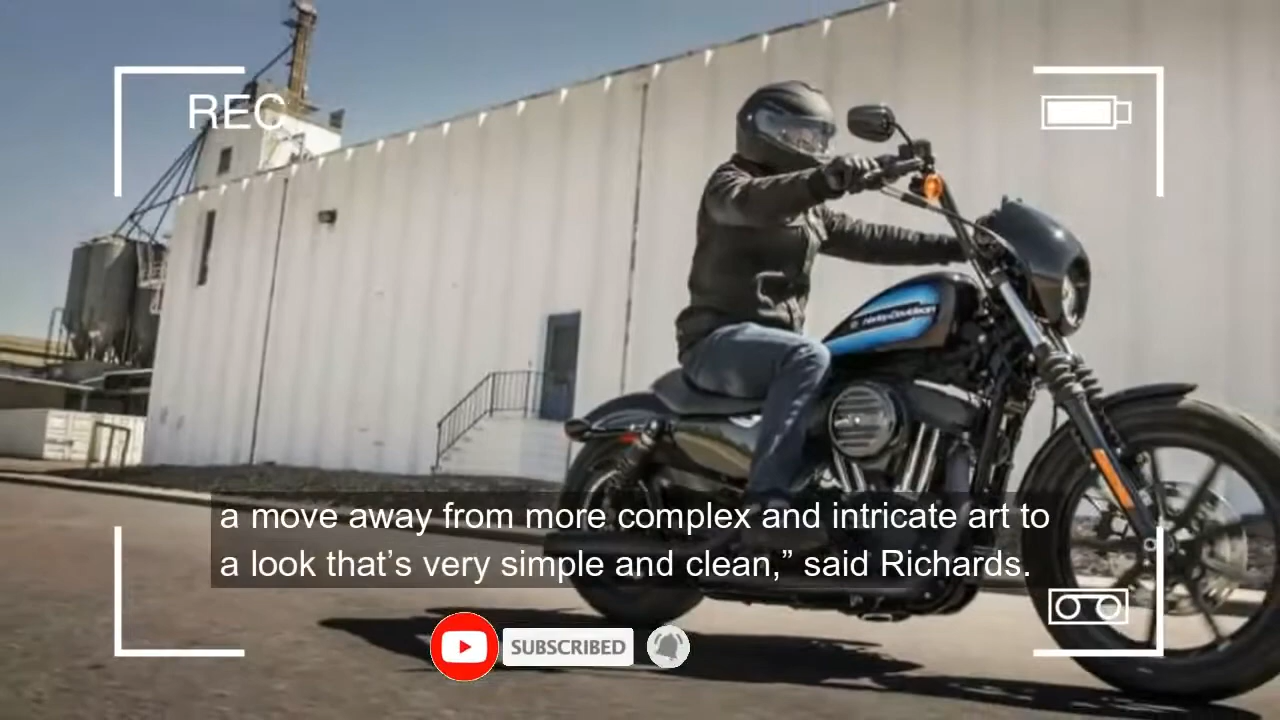 REC
Harley-Davidson
a move away from more complex and intricate art to
a look that’s very simple and clean,” said Richards.
SUBSCRIBED